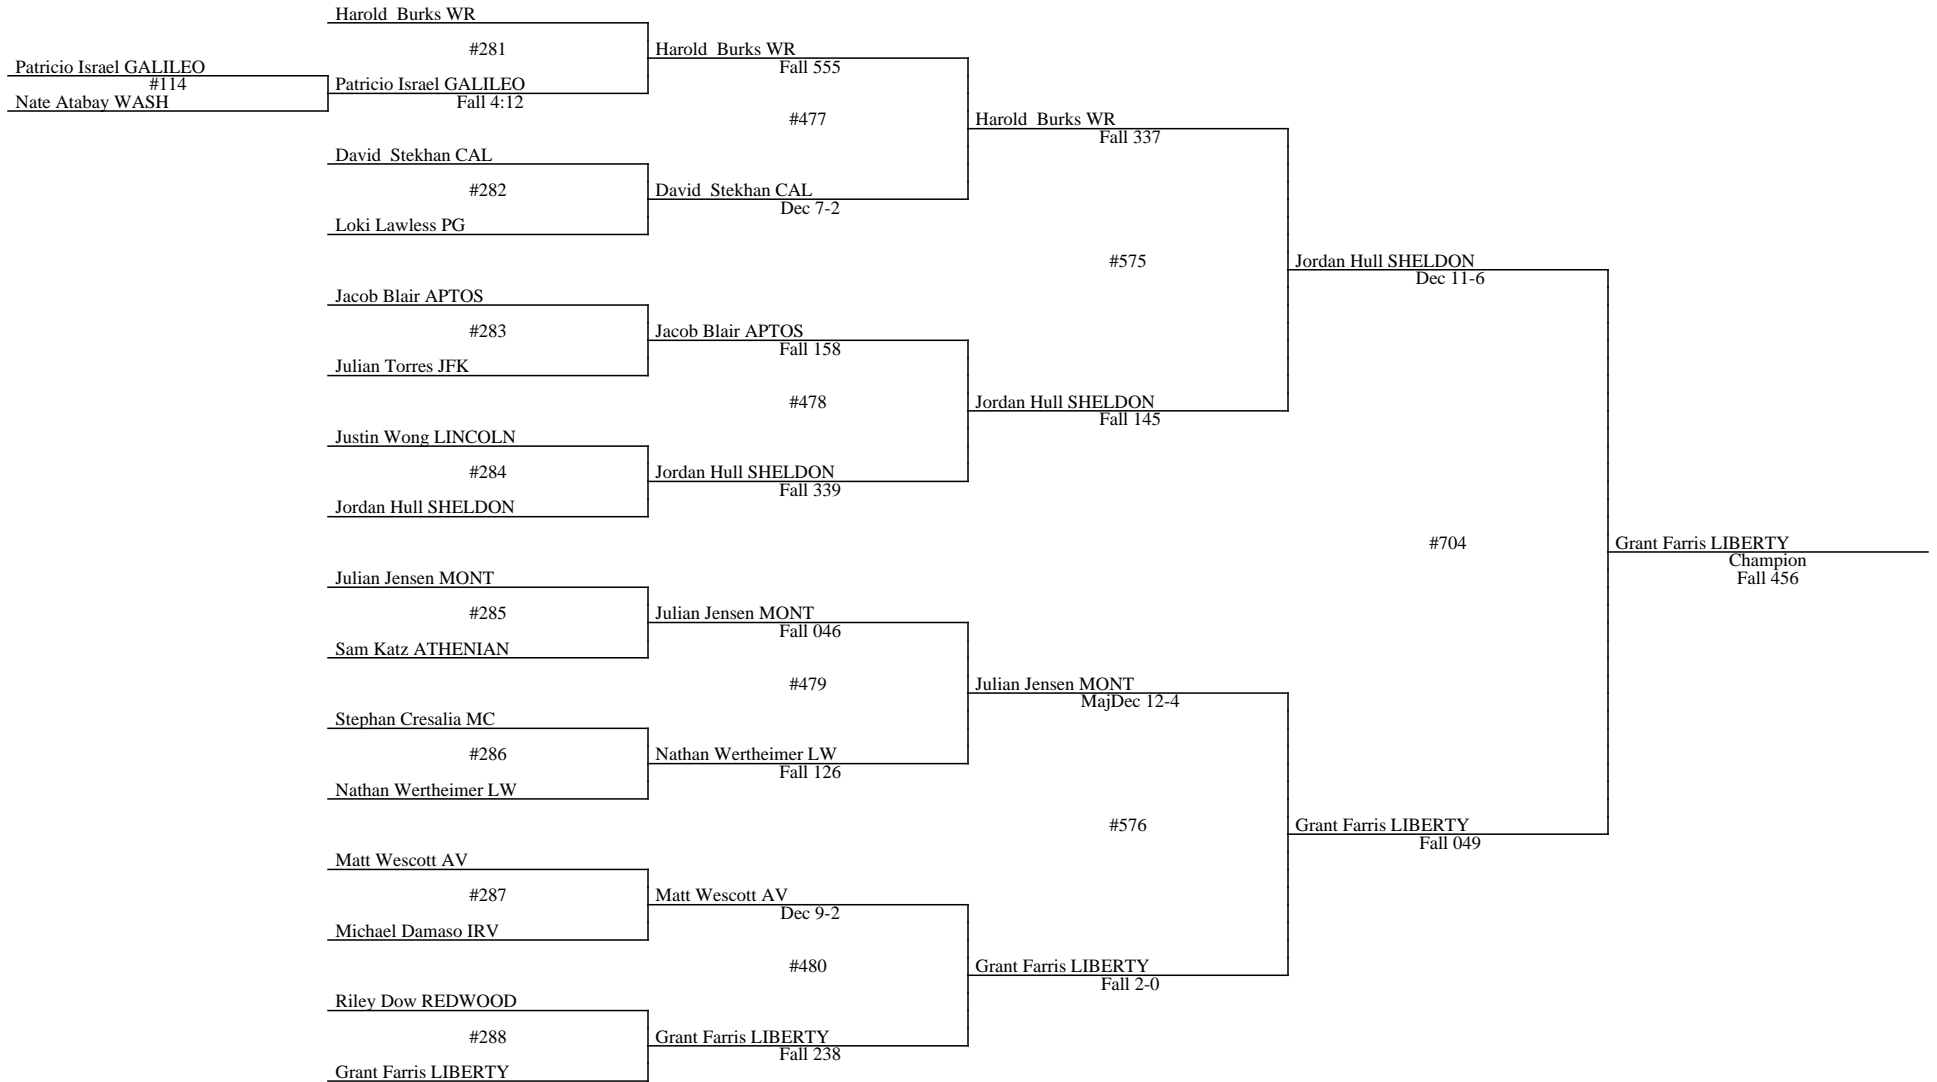 Harold  Burks WR
#281
Patricio Israel GALILEO
#114
Nate Atabay WASH
Patricio Israel GALILEO
Fall 4:12
Harold  Burks WR
Fall 555
#477
David  Stekhan CAL
#282
Loki Lawless PG
David  Stekhan CAL
Dec 7-2
Harold  Burks WR
Fall 337
#575
Jacob Blair APTOS
#283
Julian Torres JFK
Jacob Blair APTOS
Fall 158
#478
Justin Wong LINCOLN
#284
Jordan Hull SHELDON
Jordan Hull SHELDON
Fall 339
Jordan Hull SHELDON
Fall 145
Jordan Hull SHELDON
Dec 11-6
#704
Julian Jensen MONT
#285
Sam Katz ATHENIAN
Julian Jensen MONT
Fall 046
#479
Stephan Cresalia MC
#286
Nathan Wertheimer LW
Nathan Wertheimer LW
Fall 126
Julian Jensen MONT
MajDec 12-4
#576
Matt Wescott AV
#287
Michael Damaso IRV
Matt Wescott AV
Dec 9-2
#480
Riley Dow REDWOOD
#288
Grant Farris LIBERTY
Grant Farris LIBERTY
Fall 238
Grant Farris LIBERTY
Fall 2-0
Grant Farris LIBERTY
Fall 049
Grant Farris LIBERTY
Champion
Fall 456